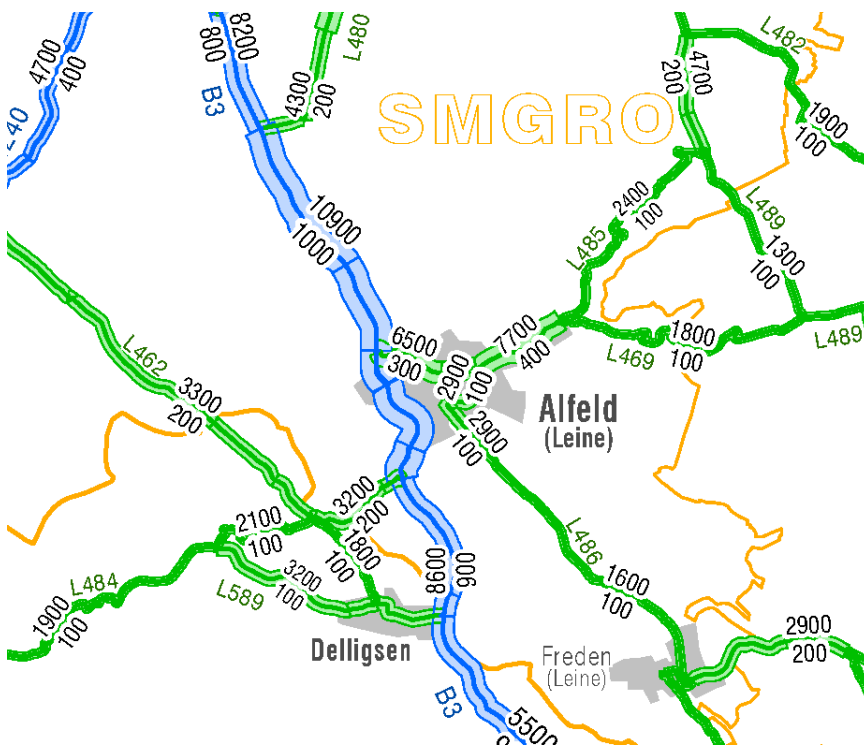 8200
800
L480
L482
4700
400
B3
4300
200
4700
200
SMGRO
1900
100
10900
1000
2400
100
L485
L489
1300
100
L462
3300
200
6500
300
7700
400
2900
100
1800
100
L469
L489
Alfeld
(Leine)
2900
100
3200
200
2100
100
1800
100
L484
1900
100
L589
3200
100
8600
900
L486
1600
100
Delligsen
Freden
(Leine)
2900
200
B3
5500